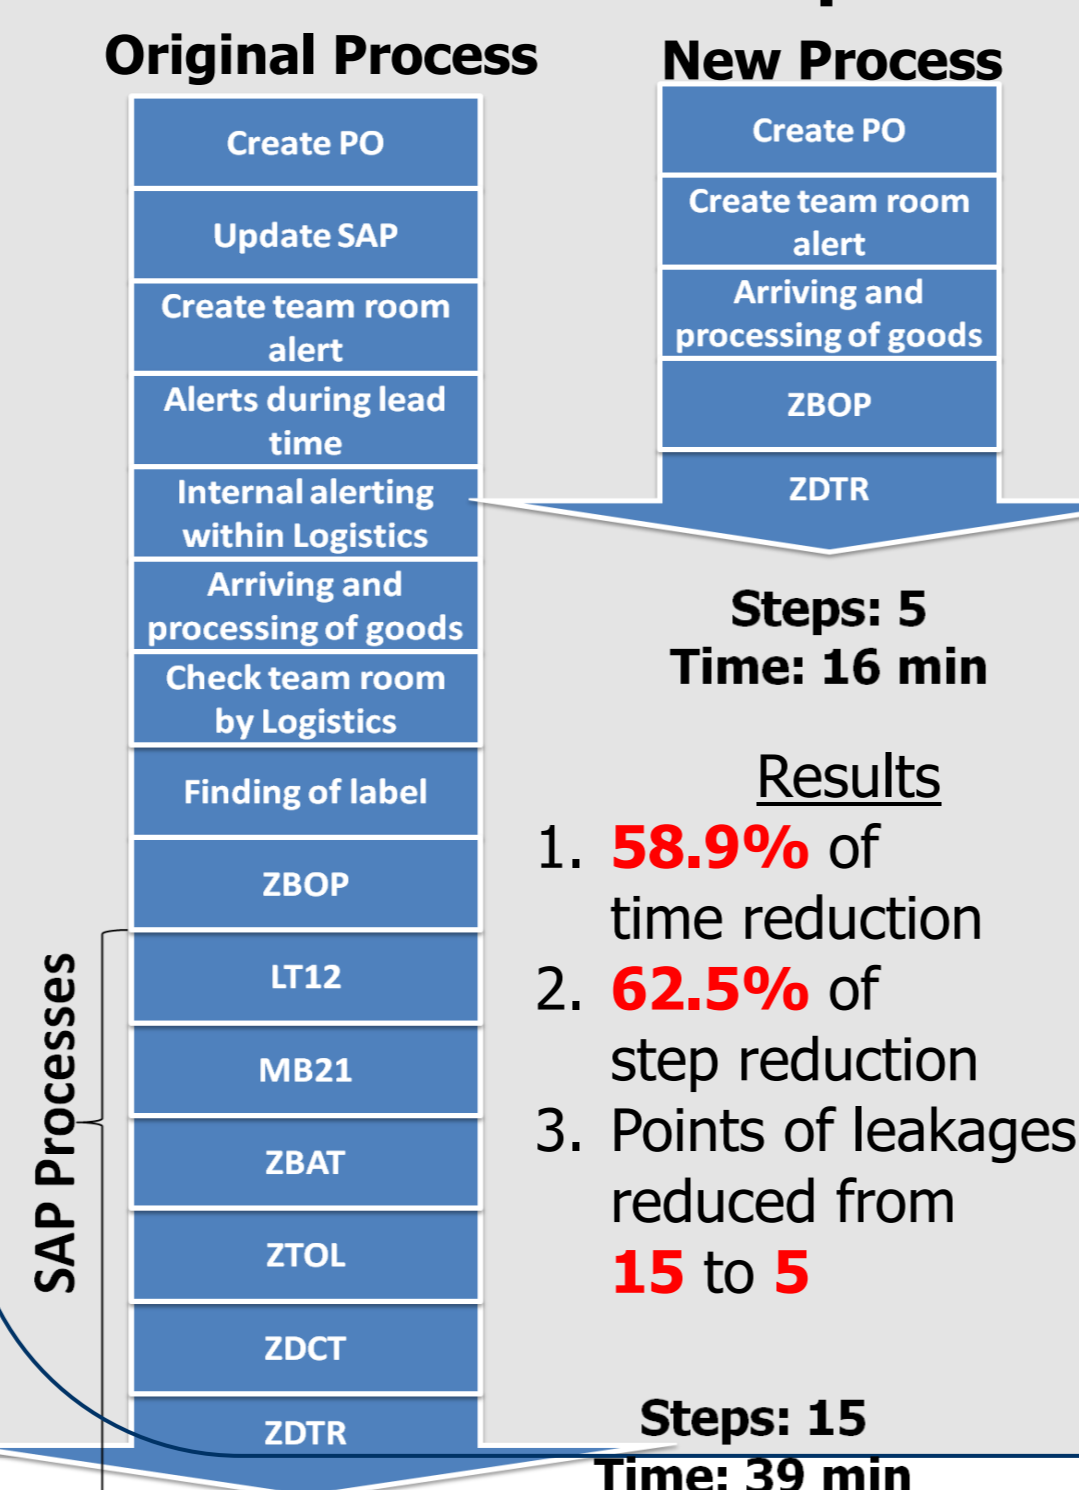 Original Process
Create PO
Update SAP
Create team room
alert
Alerts during lead
time
Internal alerting
within Logistics
Arriving and
processing of goods
Check team room
by Logistics
Finding of label
ZBOP
LT12
MB21
ZBAT
ZTOL
ZDCT
ZDTR
SAP Processes
New Process
Create PO
Create team room
alert
Arriving and
processing of goods
ZBOP
ZDTR
Steps: 5
Time: 16 min
Results
1. 58.9% of
time reduction
2. 62.5% of
step reduction
3. Points of leakages
reduced from
15 to 5
Steps: 15
Time: 39 min